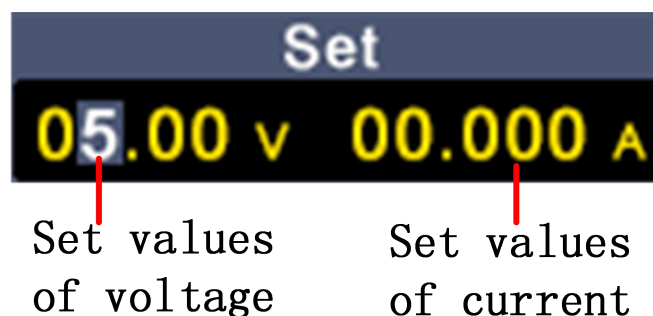 Set
05.00 V 00.000 A
Set values of voltage
Set values of current